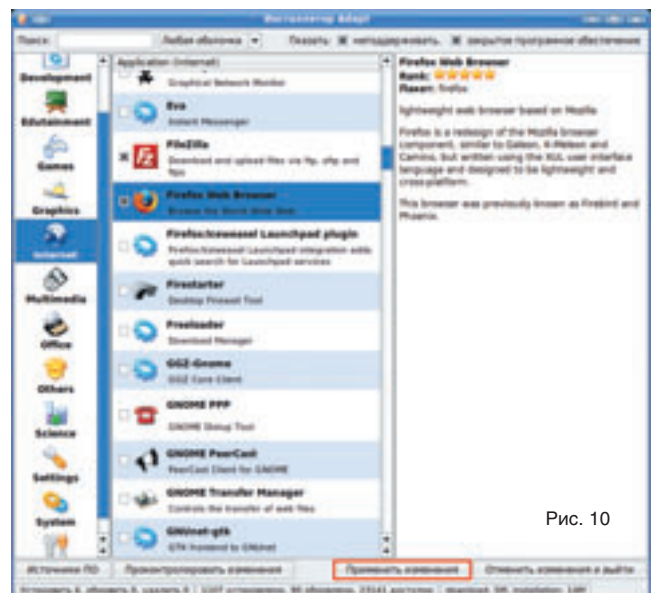 Инсталлятор Adept
Поиск:
Любая оболочка
Показать:
неподдерживать.
закрытое программное обеспечение
Development
Edutainment
Games
Graphics
Internet
Multimedia
Office
Others
Science
Settings
System
Application (Internet)
Graphical Network Monitor
Eva
Instant Messenger
FileZilla
Download and upload files via ftp, sftp and
ftps
Firefox Web Browser
Browse the World Wide Web
Firefox/Iceweasel Launchpad plugin
Firefox/Iceweasel Launchpad integration adds
quick search for Launchpad services
Firestarter
Desktop Firewall Tool
Freeloader
Download Manager
GGZ-Gnome
GGZ Core Client
GNOME PPP
GNOME Dialup Tool
GNOME PeerCast
PeerCast Client for GNOME
GNOME Transfer Manager
Controls the transfer of web files
GNUnet-gtk
GTK frontend to GNUnet
Firefox Web Browser
Rank:
Пакет: firefox
lightweight web browser based on Mozilla
Firefox is a redesign of the Mozilla browser
component, similar to Galeon, K-Meleon and
Camino, but written using the XUL user interface
language and designed to be lightweight and
cross-platform.
This browser was previously known as Firebird and
Phoenix.
Рис. 10
Источники ПО
Проконтролировать изменения
Применить изменения
Отменить изменения и выйти